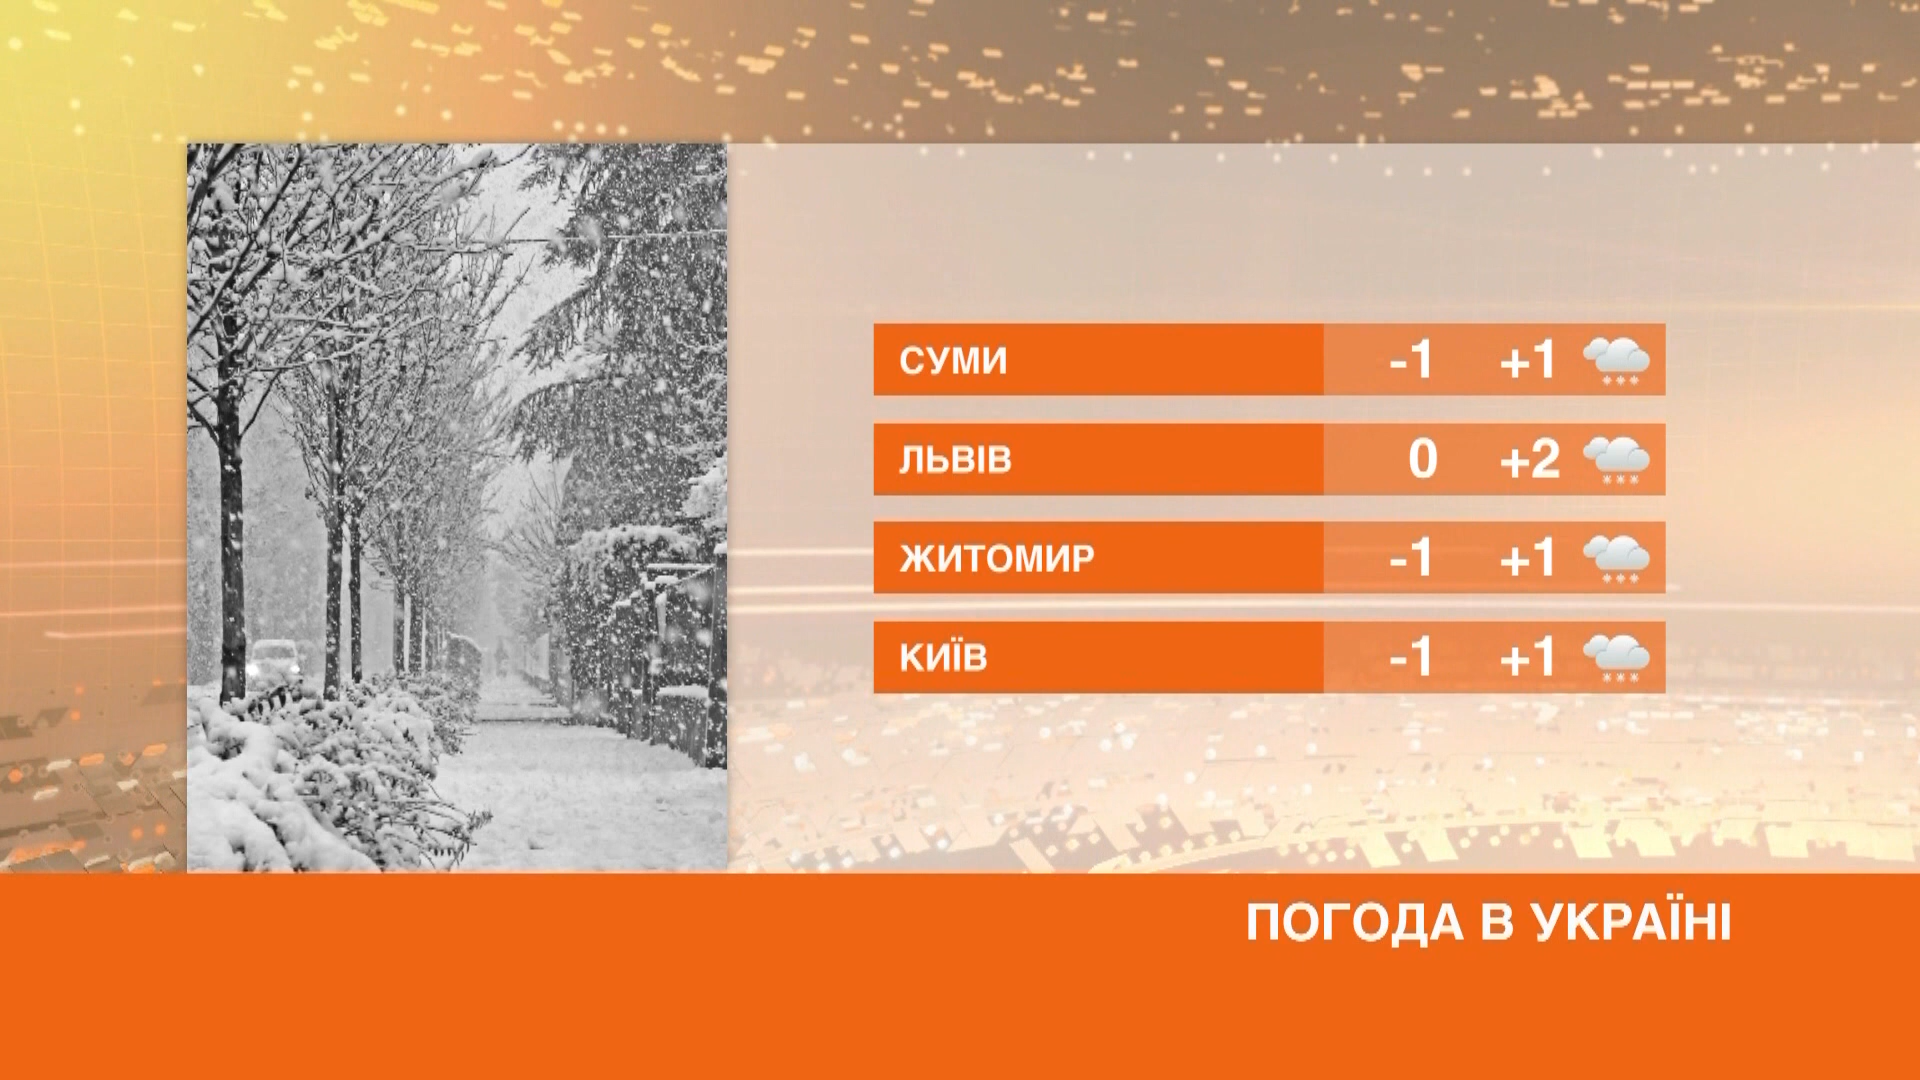 СУМИ -1 +1
ЛЬВІВ 0 +2
ЖИТОМИР -1 +1
КИЇВ -1 +1
ПОГОДА В УКРАЇНІ